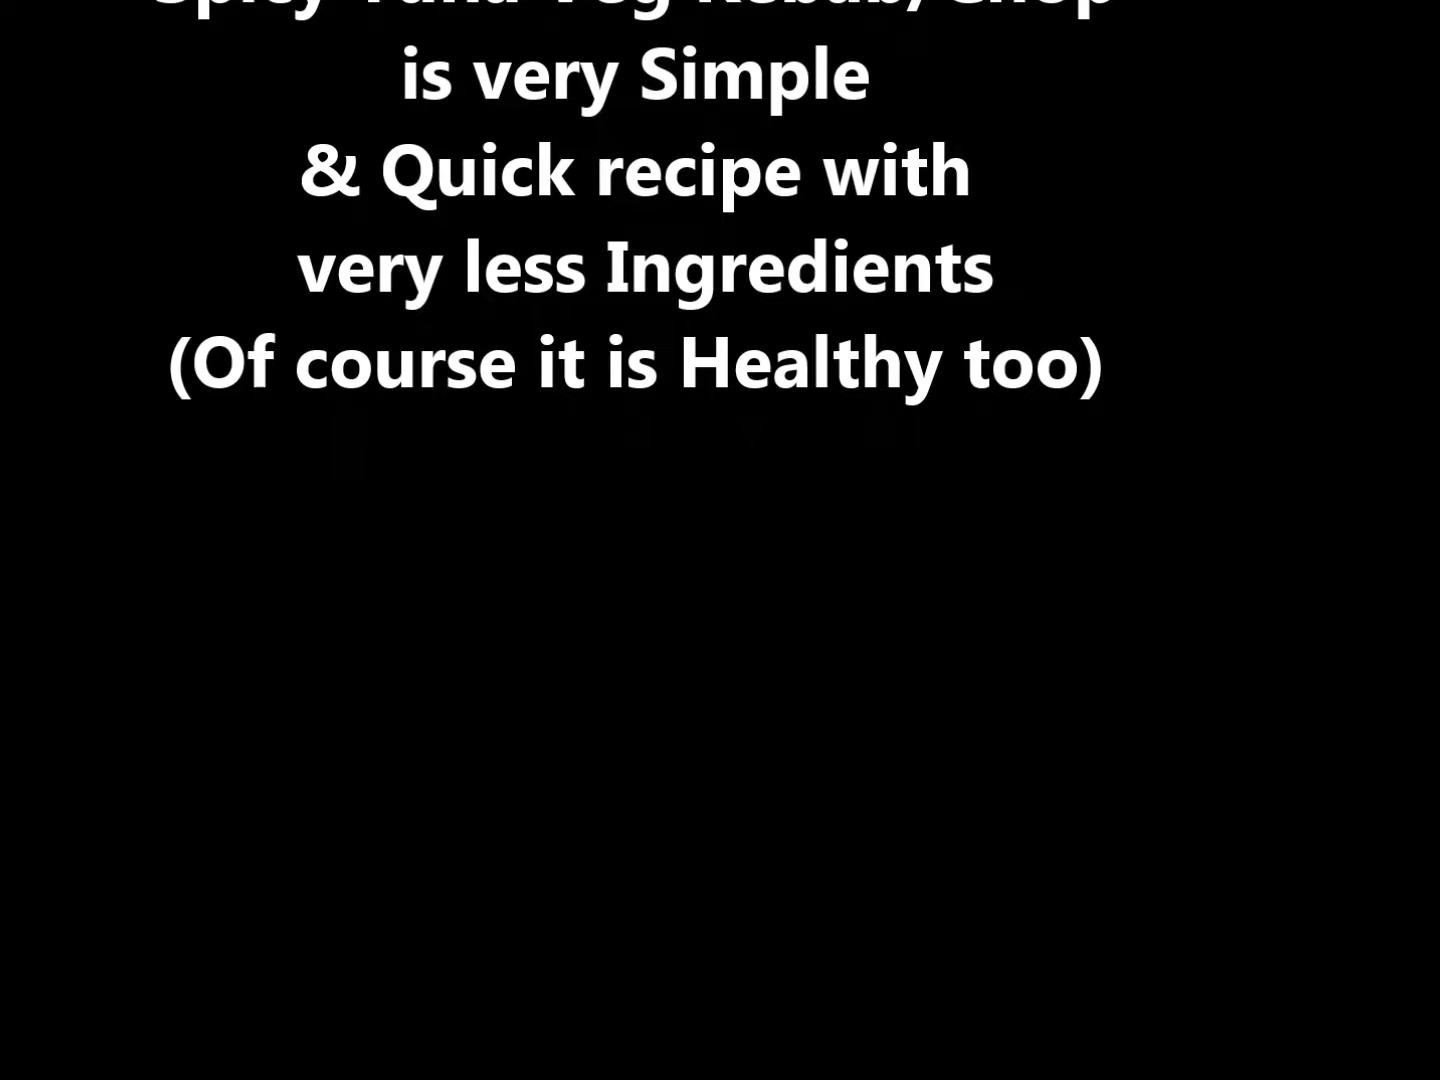 Spicy Tuna Veg Kebab/Chop
is very Simple
& Quick recipe with
very less Ingredients
(Of course it is Healthy too)